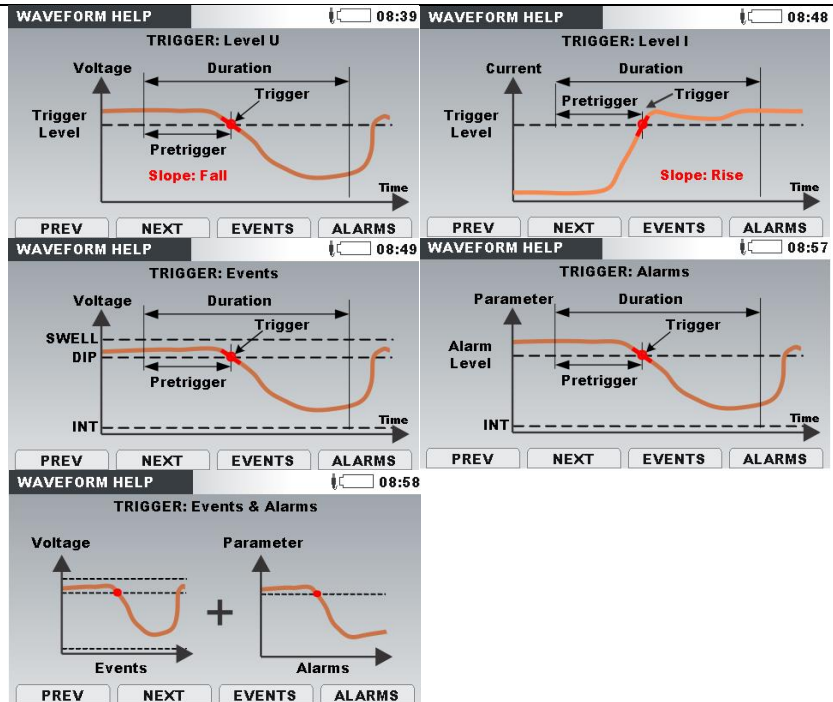 WAVEFORM HELP 08:39
TRIGGER: Level U
Voltage Duration
Trigger
Trigger Level
Pretrigger
Slope: Fall
Time
PREV NEXT EVENTS ALARMS
WAVEFORM HELP 08:48
TRIGGER: Level I
Current Duration
Pretrigger Trigger
Trigger Level
Slope: Rise
Time
PREV NEXT EVENTS ALARMS
WAVEFORM HELP 08:49
TRIGGER: Events
Voltage Duration
Trigger
SWELL
DIP
Pretrigger
INT Time
PREV NEXT EVENTS ALARMS
WAVEFORM HELP 08:57
TRIGGER: Alarms
Parameter Duration
Trigger
Alarm Level
Pretrigger
INT Time
PREV NEXT EVENTS ALARMS
WAVEFORM HELP 08:58
TRIGGER: Events & Alarms
Voltage Parameter
+
Events Alarms
PREV NEXT EVENTS ALARMS